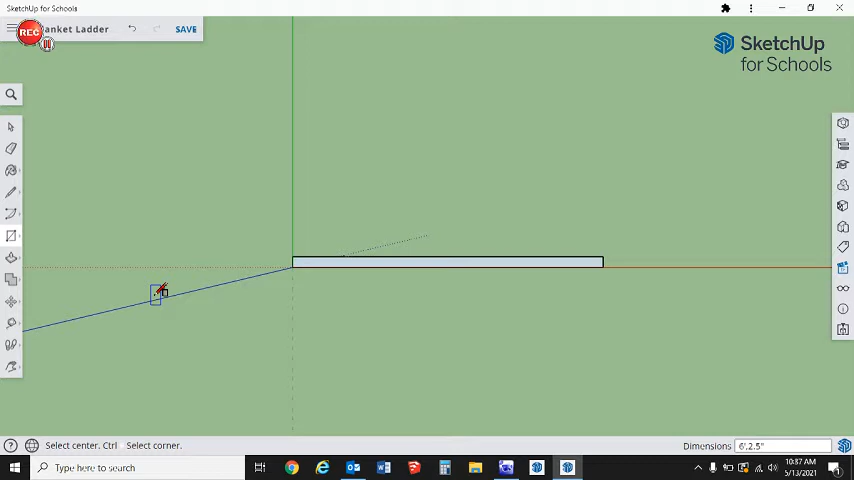 SketchUp for Schools
REC
anket Ladder
SAVE
SketchUp
for Schools
Select center. Ctrl - Select corner.
Dimensions 6',2.5"
Type here to search
10:37 AM
5/13/2021